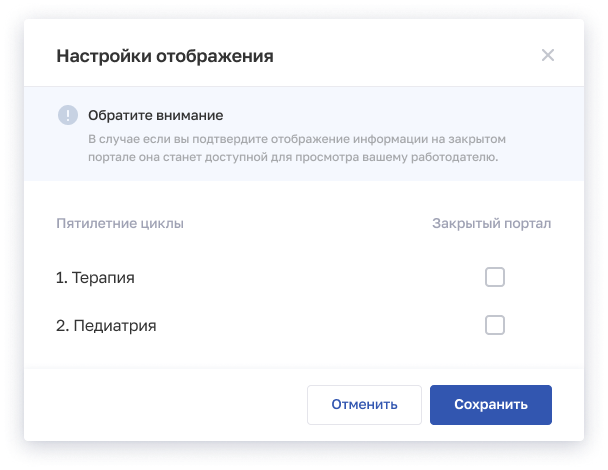 Настройки отображения
Обратите внимание
В случае если вы подтвердите отображение информации на закрытом
портале она станет доступной для просмотра вашему работодателю.
Пятилетние циклы Закрытый портал
1. Терапия
2. Педиатрия
Отменить Сохранить